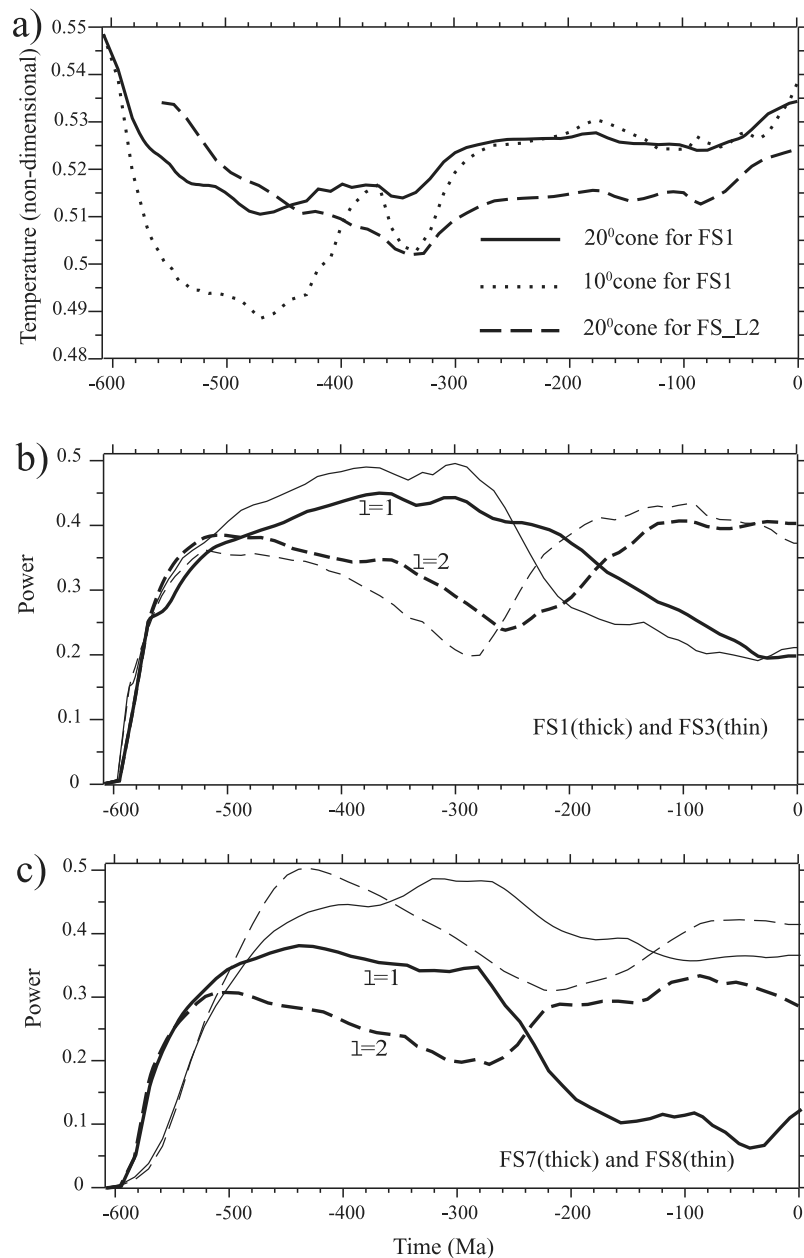 a)
0.55
0.54
0.53
0.52
0.51
0.5
0.49
0.48
Temperature (non-dimensional)
20⁰cone for FS1
10⁰cone for FS1
20⁰cone for FS_L2
-600 -500 -400 -300 -200 -100 0
b)
0.5
0.4
0.3
0.2
0.1
0
Power
l=1
l=2
FS1(thick) and FS3(thin)
-600 -500 -400 -300 -200 -100 0
c)
0.5
0.4
0.3
0.2
0.1
0
Power
l=1
l=2
FS7(thick) and FS8(thin)
-600 -500 -400 -300 -200 -100 0
Time (Ma)